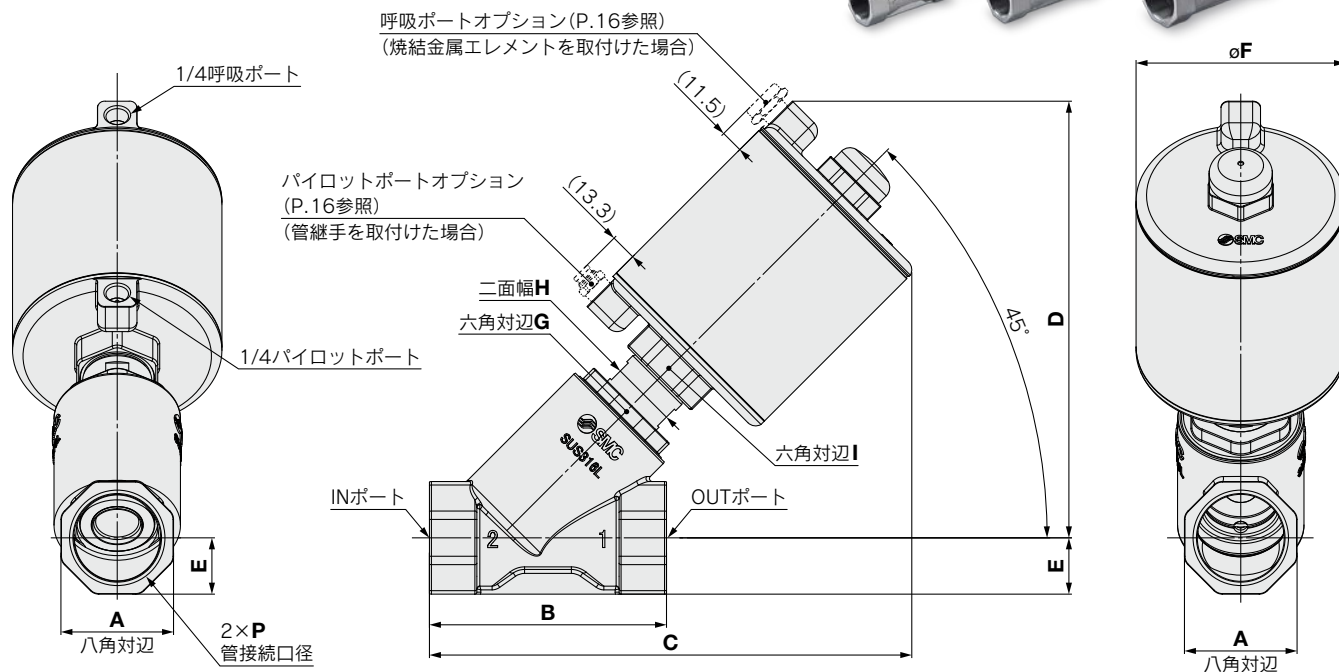 呼吸ポートオプション(P.16参照)
(焼結金属エレメントを取付けた場合)
1/4呼吸ポート
(11.5)
øF
パイロットポートオプション
(P.16参照)
(管継手を取付けた場合)
(13.3)
二面幅H
六角対辺G
1/4パイロットポート
45°
D
SMC
SMC
SUS316L
六角対辺I
INポート
OUTポート
2
1
E
E
A
八角対辺
2×P
管接続口径
B
C
A
八角対辺